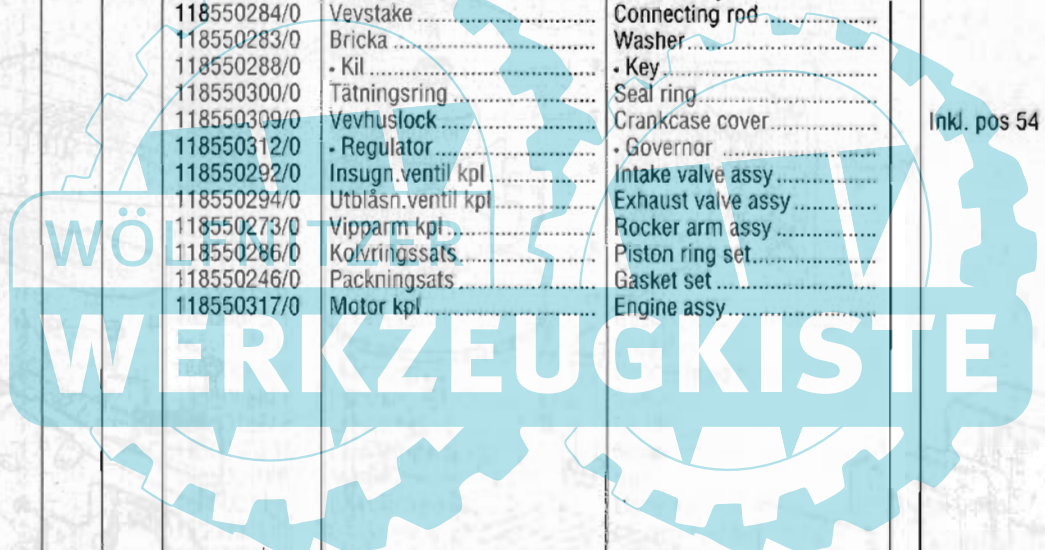 118550284/0 Vevstake Connecting rod
118550283/0 Bricka Washer
118550288/0 • Kil • Key
118550300/0 Tätningsring Seal ring
118550309/0 Vevhuslock Crankcase cover Inkl. pos 54
118550312/0 • Regulator • Governor
118550292/0 Insugn.ventil kpl Intake valve assy
118550294/0 Utblåsn.ventil kpl Exhaust valve assy
118550273/0 Vipparm kpl Rocker arm assy
118550286/0 Kolvringssats Piston ring set
118550246/0 Packningsats Gasket set
118550317/0 Motor kpl Engine assy
WÖLFNITZER
WERKZEUGKISTE